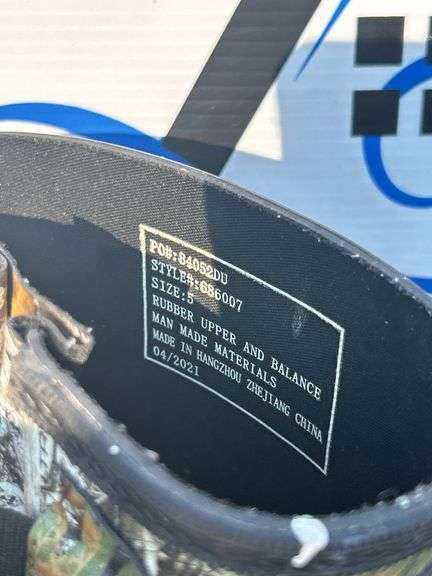 PO#:84052DU
STYLE#:686007
SIZE:5
RUBBER UPPER AND BALANCE
MAN MADE MATERIALS
MADE IN HANGZHOU ZHEJIANG CHINA
04/2021